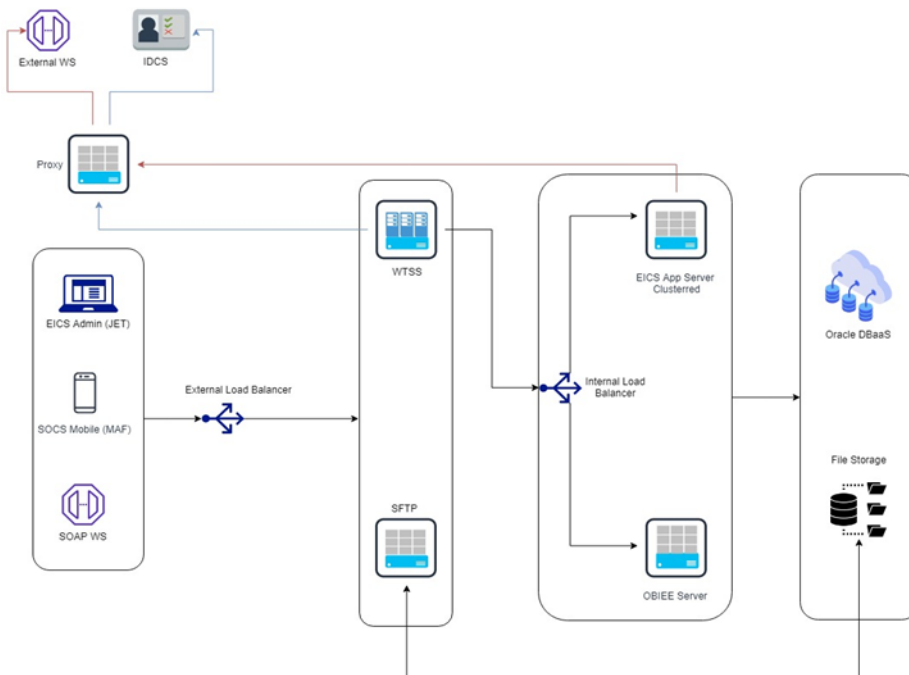 External WS
IDCS
Proxy
WTSS
EICS App Server
Clusterred
Oracle DBaaS
EICS Admin (JET)
External Load Balancer
Internal Load
Balancer
SOCS Mobile (MAF)
File Storage
SFTP
SOAP WS
OBIEE Server